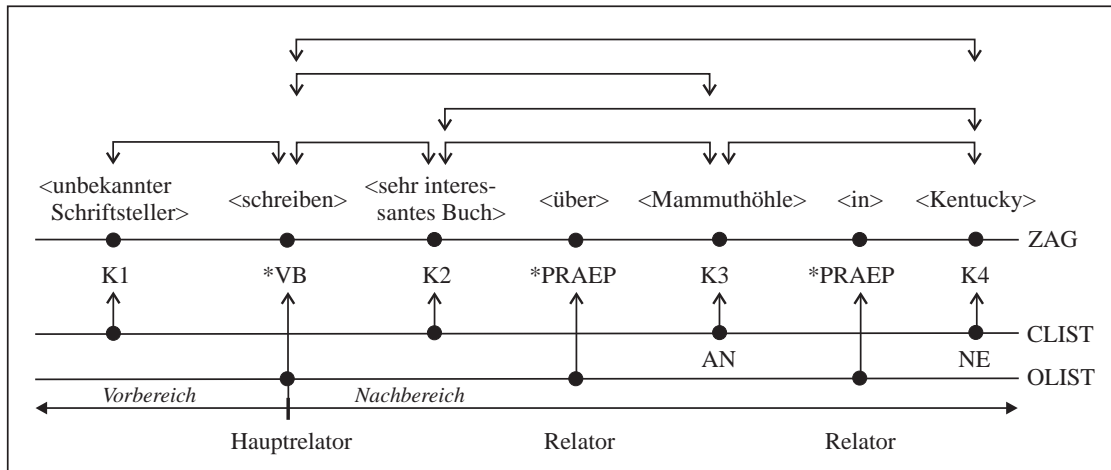 <unbekannter
Schriftsteller>
<schreiben>
<sehr interes-
santes Buch>
<über>
<Mammuthöhle>
<in>
<Kentucky>
ZAG
K1
*VB
K2
*PRAEP
K3
*PRAEP
K4
CLIST
AN
NE
OLIST
Vorbereich
Nachbereich
Hauptrelator
Relator
Relator